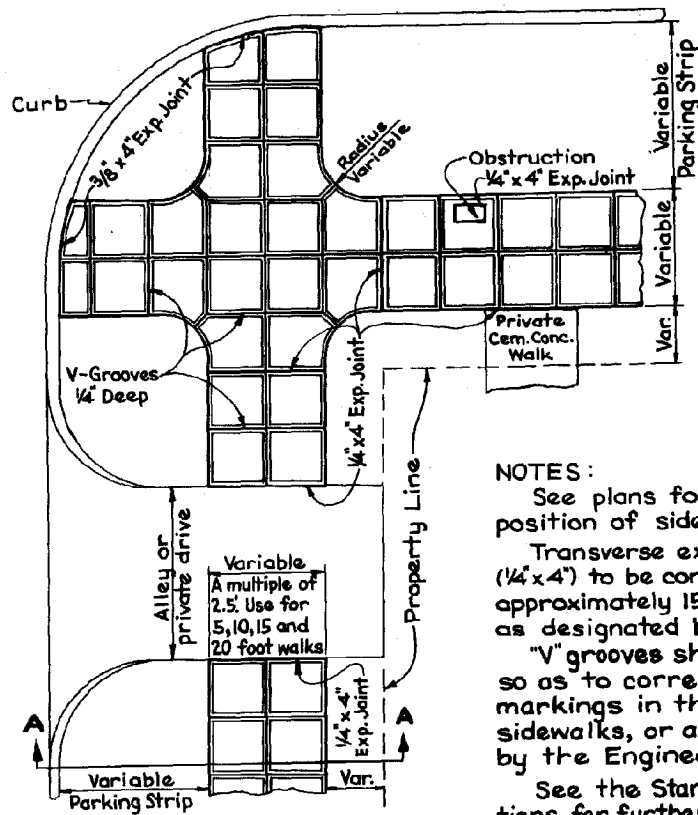 Curb
3/8" x 4" Exp. Joint
Radius
Variable
Obstruction
1/4" x 4" Exp. Joint
Variable
Parking Strip
Variable
Var.
Private
Cem. Conc.
Walk
V-Grooves
1/4" Deep
1/4" x 4" Exp. Joint
Property Line
Alley or
private drive
Variable
A multiple of
2.5'. Use for
5,10,15 and
20 foot walks
1/4" x 4"
Exp. Joint
A
A
Variable
Parking Strip
Var.
NOTES:
See plans fo
position of side
Transverse ex
(1/4" x 4") to be con
approximately 15
as designated
"V" grooves sh
so as to corre
markings in th
sidewalks, or a
by the Enginee
See the Stan
tions for further